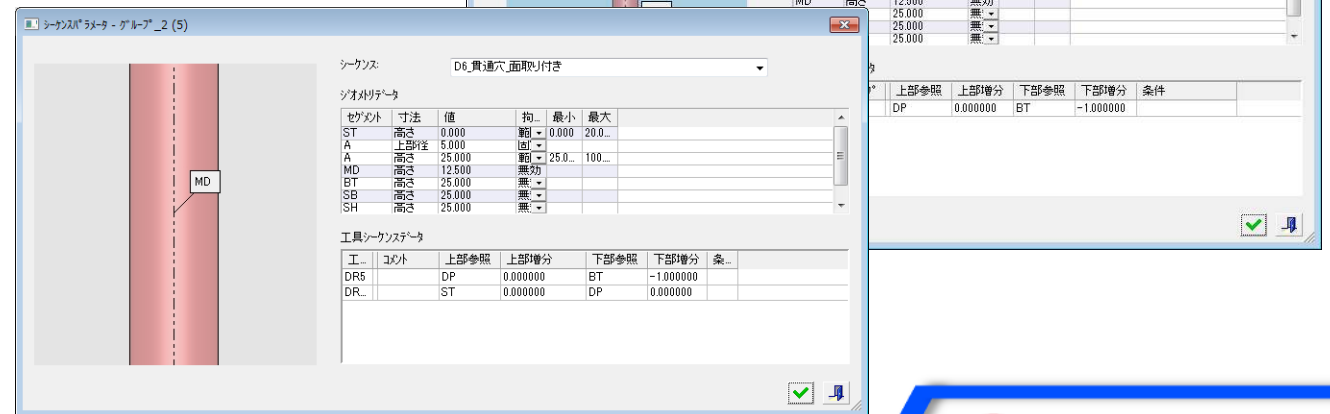 シーケンスパラメータ - グループ_2 (5)
シーケンス: D6_貫通穴_面取り付き
ジオメトリデータ
セグメント 寸法 値 拘... 最小 最大
ST 高さ 0.000 範 0.000 20.0...
A 上部径 5.000 固
A 高さ 25.000 範 25.0... 100....
MD 高さ 12.500 無効
BT 高さ 25.000 無
SB 高さ 25.000 無
SH 高さ 25.000 無
MD
工具シーケンスデータ
工... コメント 上部参照 上部増分 下部参照 下部増分 条...
DR5 DP 0.000000 BT -1.000000
DR... ST 0.000000 DP 0.000000
MD 高さ 12.500 無効
25.000 無
25.000 無
25.000 無
上部参照 上部増分 下部参照 下部増分 条件
DP 0.000000 BT -1.000000